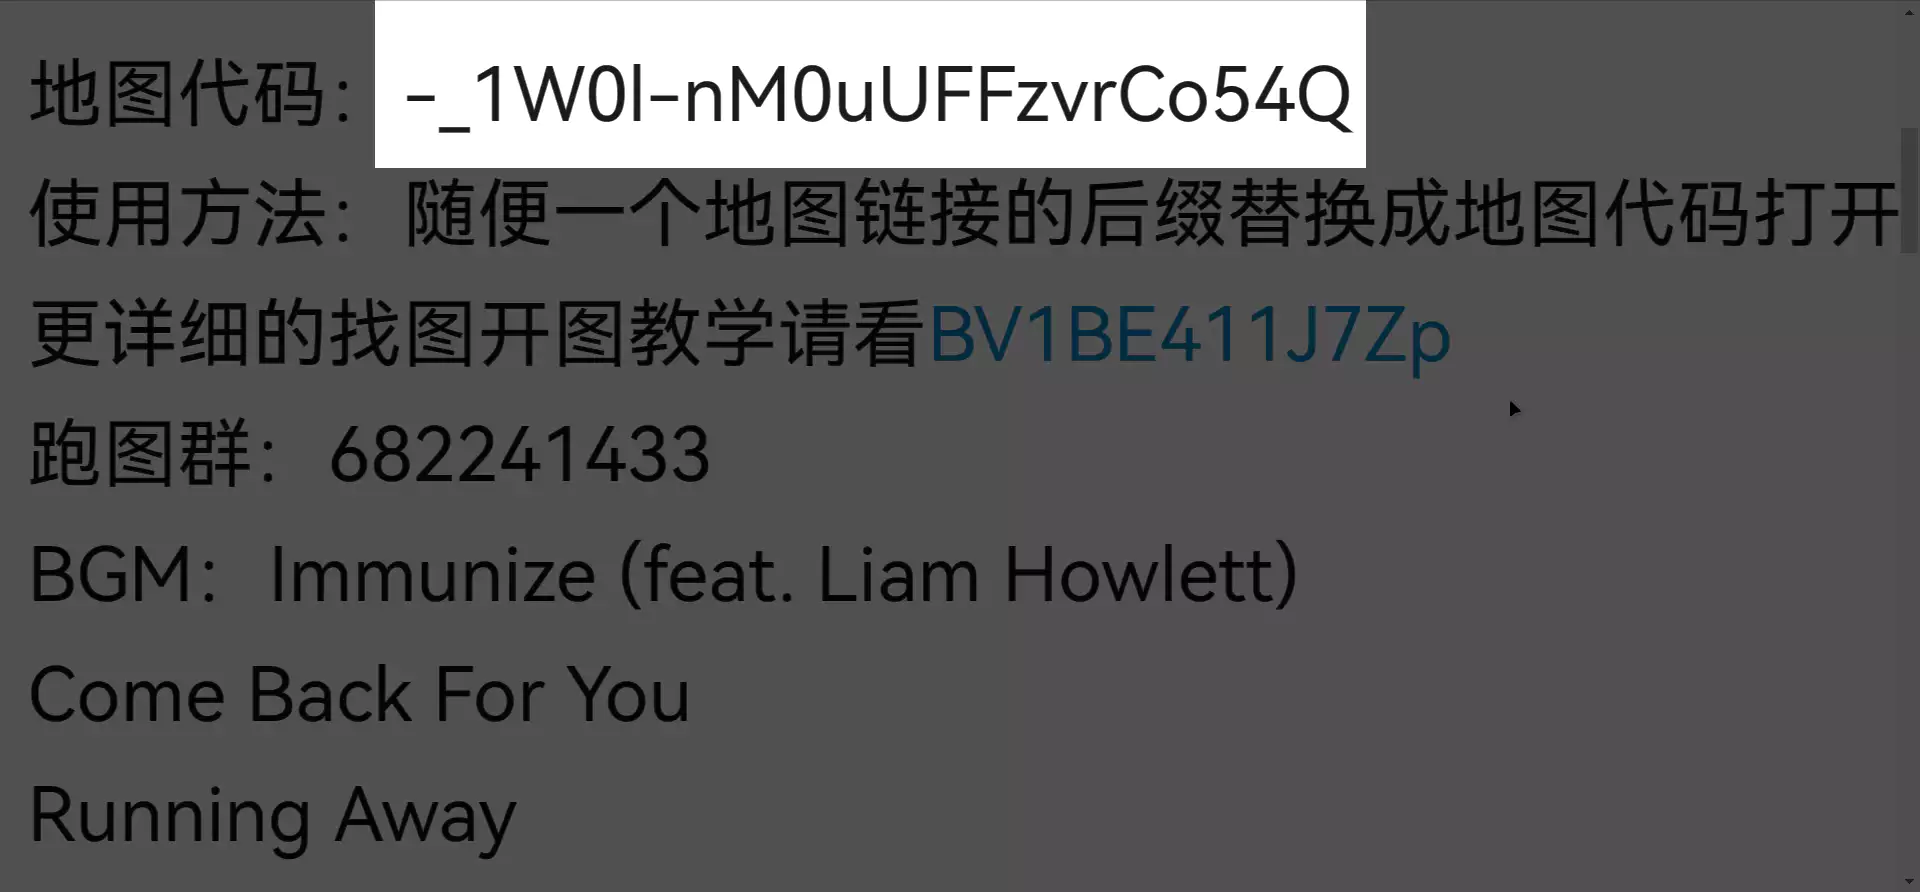 地图代码： -_1W0l-nM0uUFFzvrCo54Q
使用方法： 随便一个地图链接的后缀替换成地图代码打开
更详细的找图开图教学请看BV1BE411J7Zp
跑图群： 682241433
BGM： Immunize (feat. Liam Howlett)
Come Back For You
Running Away